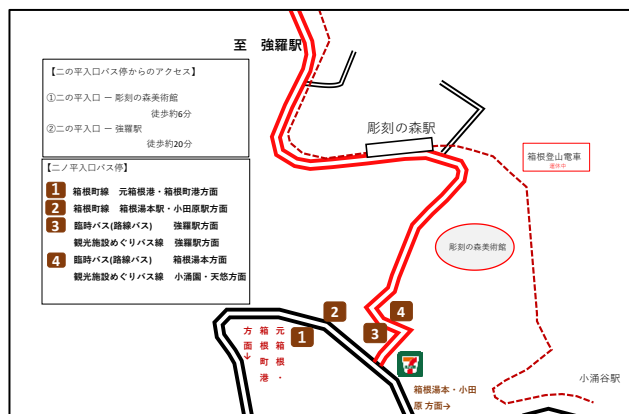 至 強羅駅
【二の平入口バス停からのアクセス】
①二の平入口 ー 彫刻の森美術館
徒歩約6分
②二の平入口 ー 強羅駅
徒歩約20分
【二ノ平入口バス停】
1 箱根町線 元箱根港・箱根町港方面
2 箱根町線 箱根湯本駅・小田原駅方面
3 臨時バス(路線バス) 強羅駅方面
観光施設めぐりバス線 強羅駅方面
4 臨時バス(路線バス) 箱根湯本方面
観光施設めぐりバス線 小涌園・天悠方面
彫刻の森駅
箱根登山電車
運休中
彫刻の森美術館
4
2
3
1
元箱根・
箱根町港
方面↓
7
箱根湯本・小田
原 方面→
小涌谷駅